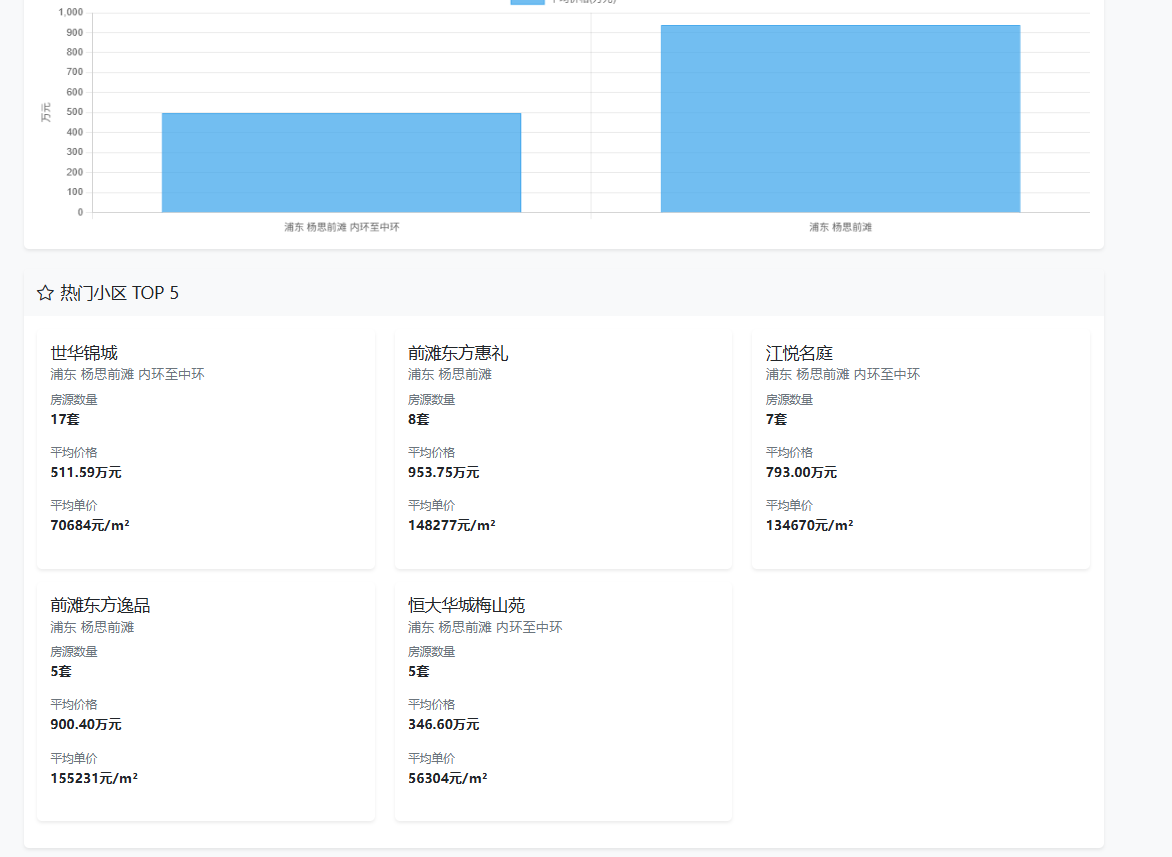 1,000
900
800
700
600
500
400
300
200
100
0
万元
浦东 杨思前滩 内环至中环
浦东 杨思前滩
热门小区 TOP 5
世华锦城
浦东 杨思前滩 内环至中环
房源数量
17套
平均价格
511.59万元
平均单价
70684元/m²
前滩东方惠礼
浦东 杨思前滩
房源数量
8套
平均价格
953.75万元
平均单价
148277元/m²
江悦名庭
浦东 杨思前滩 内环至中环
房源数量
7套
平均价格
793.00万元
平均单价
134670元/m²
前滩东方逸品
浦东 杨思前滩
房源数量
5套
平均价格
900.40万元
平均单价
155231元/m²
恒大华城梅山苑
浦东 杨思前滩 内环至中环
房源数量
5套
平均价格
346.60万元
平均单价
56304元/m²